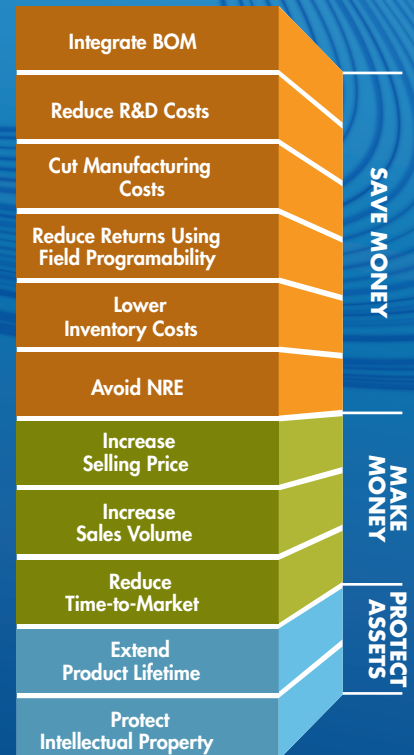 Integrate BOM
Reduce R&D Costs
Cut Manufacturing
Costs
Reduce Returns Using
Field Programability
Lower
Inventory Costs
Avoid NRE
Increase
Selling Price
Increase
Sales Volume
Reduce
Time-to-Market
Extend
Product Lifetime
Protect
Intellectual Property
SAVE MONEY
MAKE
MONEY
PROTECT
ASSETS